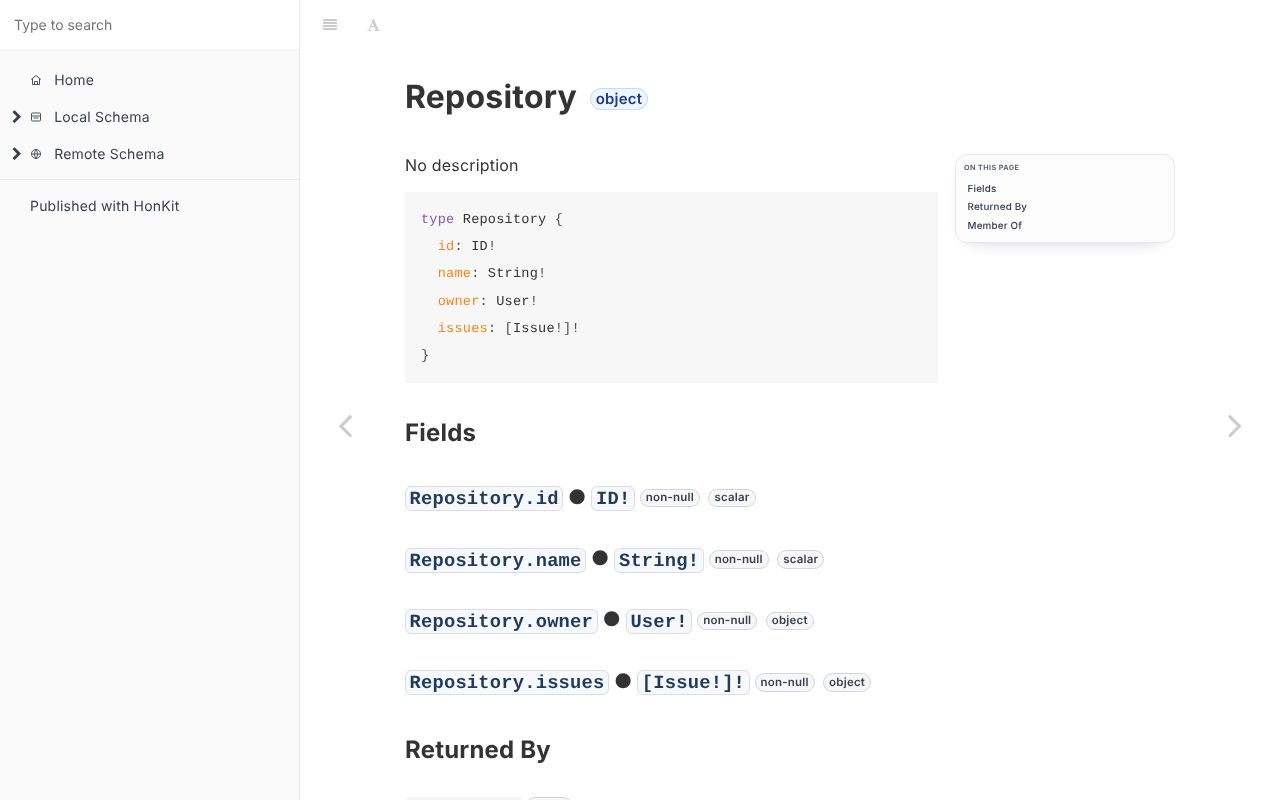 Type to search
Home
Local Schema
Remote Schema
Published with HonKit
A
Repository object
No description
type Repository {
  id: ID!
  name: String!
  owner: User!
  issues: [Issue!]!
}
ON THIS PAGE
Fields
Returned By
Member Of
Fields
Repository.id ● ID! non-null scalar
Repository.name ● String! non-null scalar
Repository.owner ● User! non-null object
Repository.issues ● [Issue!]! non-null object
Returned By